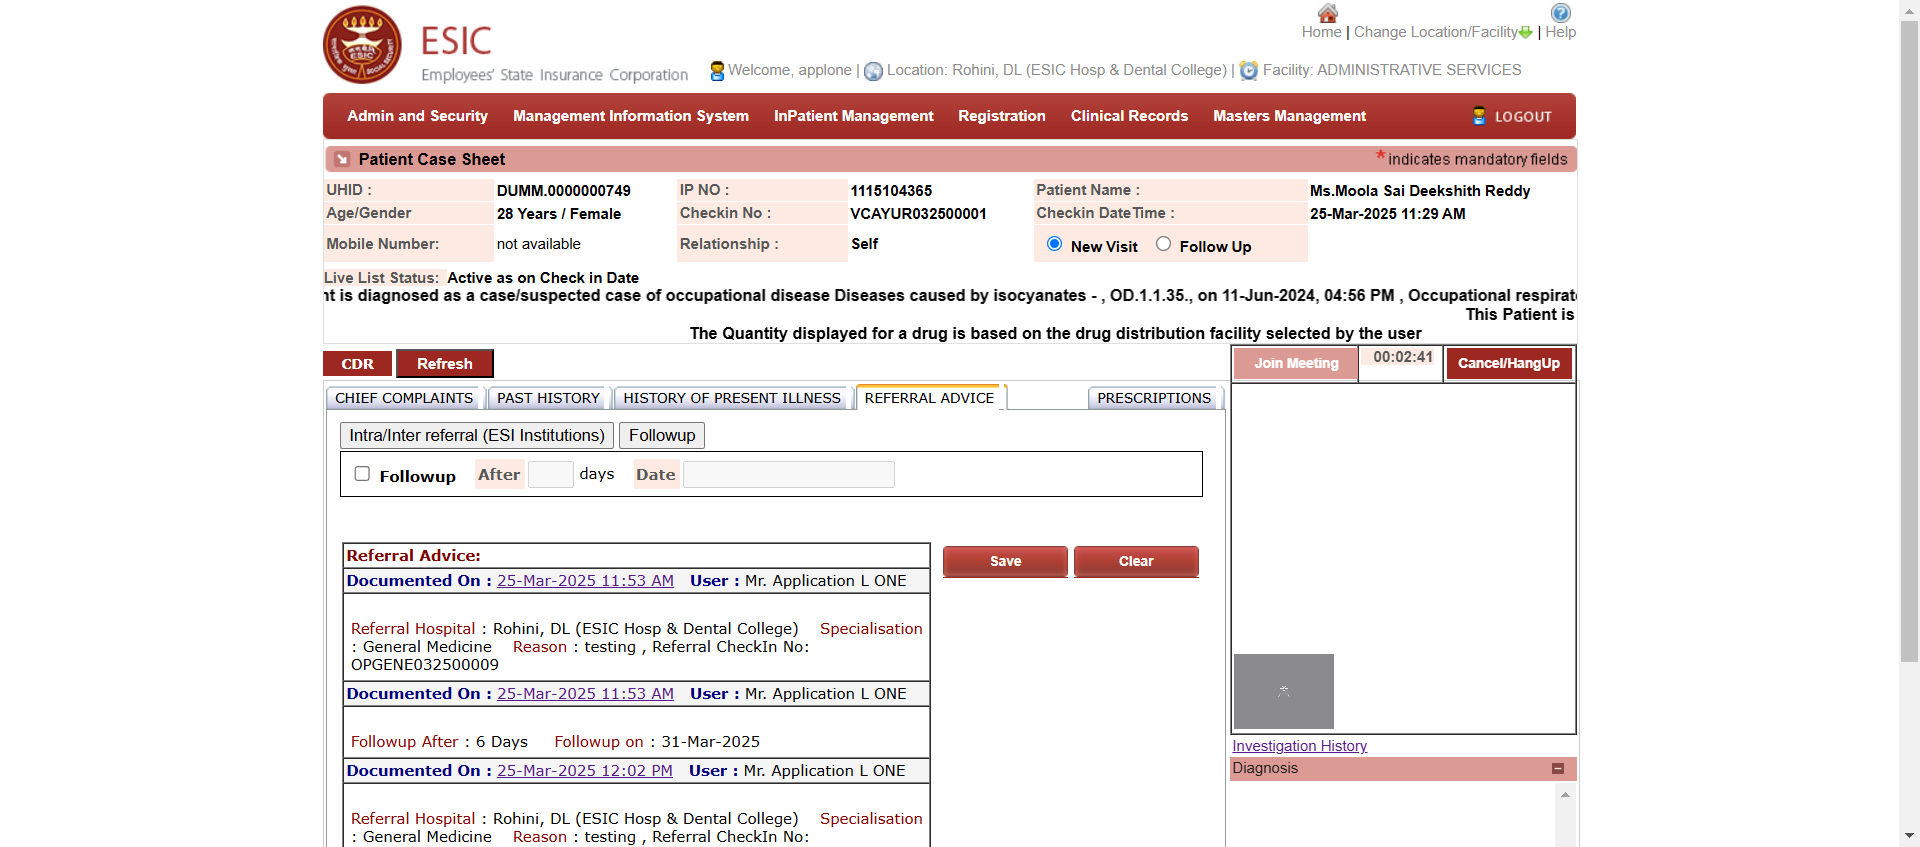 ESIC
Employees' State Insurance Corporation
Home | Change Location/Facility | Help
Welcome, applone | Location: Rohini, DL (ESIC Hosp & Dental College) | Facility: ADMINISTRATIVE SERVICES
Admin and Security Management Information System InPatient Management Registration Clinical Records Masters Management LOGOUT
Patient Case Sheet * indicates mandatory fields
UHID : DUMM.0000000749 IP NO : 1115104365 Patient Name : Ms.Moola Sai Deekshith Reddy
Age/Gender 28 Years / Female Checkin No : VCAYUR032500001 Checkin DateTime : 25-Mar-2025 11:29 AM
Mobile Number: not available Relationship : Self New Visit Follow Up
Live List Status: Active as on Check in Date
nt is diagnosed as a case/suspected case of occupational disease Diseases caused by isocyanates - , OD.1.1.35., on 11-Jun-2024, 04:56 PM , Occupational respirat
This Patient is
The Quantity displayed for a drug is based on the drug distribution facility selected by the user
CDR Refresh Join Meeting 00:02:41 Cancel/HangUp
CHIEF COMPLAINTS PAST HISTORY HISTORY OF PRESENT ILLNESS REFERRAL ADVICE PRESCRIPTIONS
Intra/Inter referral (ESI Institutions) Followup
Followup After days Date
Referral Advice: Save Clear
Documented On : 25-Mar-2025 11:53 AM User : Mr. Application L ONE
Referral Hospital : Rohini, DL (ESIC Hosp & Dental College) Specialisation
: General Medicine Reason : testing , Referral CheckIn No:
OPGENE032500009
Documented On : 25-Mar-2025 11:53 AM User : Mr. Application L ONE
Followup After : 6 Days Followup on : 31-Mar-2025
Documented On : 25-Mar-2025 12:02 PM User : Mr. Application L ONE
Referral Hospital : Rohini, DL (ESIC Hosp & Dental College) Specialisation
: General Medicine Reason : testing , Referral CheckIn No:
Investigation History
Diagnosis